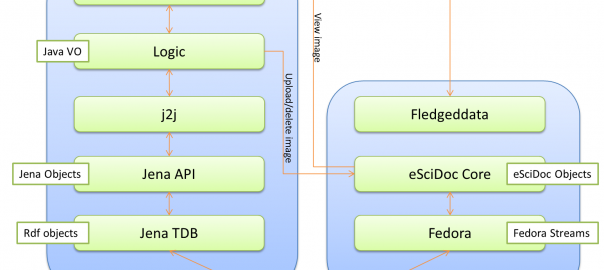 View image
Java VO
Logic
Upload/delete image
j2j
Fledgeddata
Jena Objects
Jena API
eSciDoc Core
eSciDoc Objects
Rdf objects
Jena TDB
Fedora
Fedora Streams